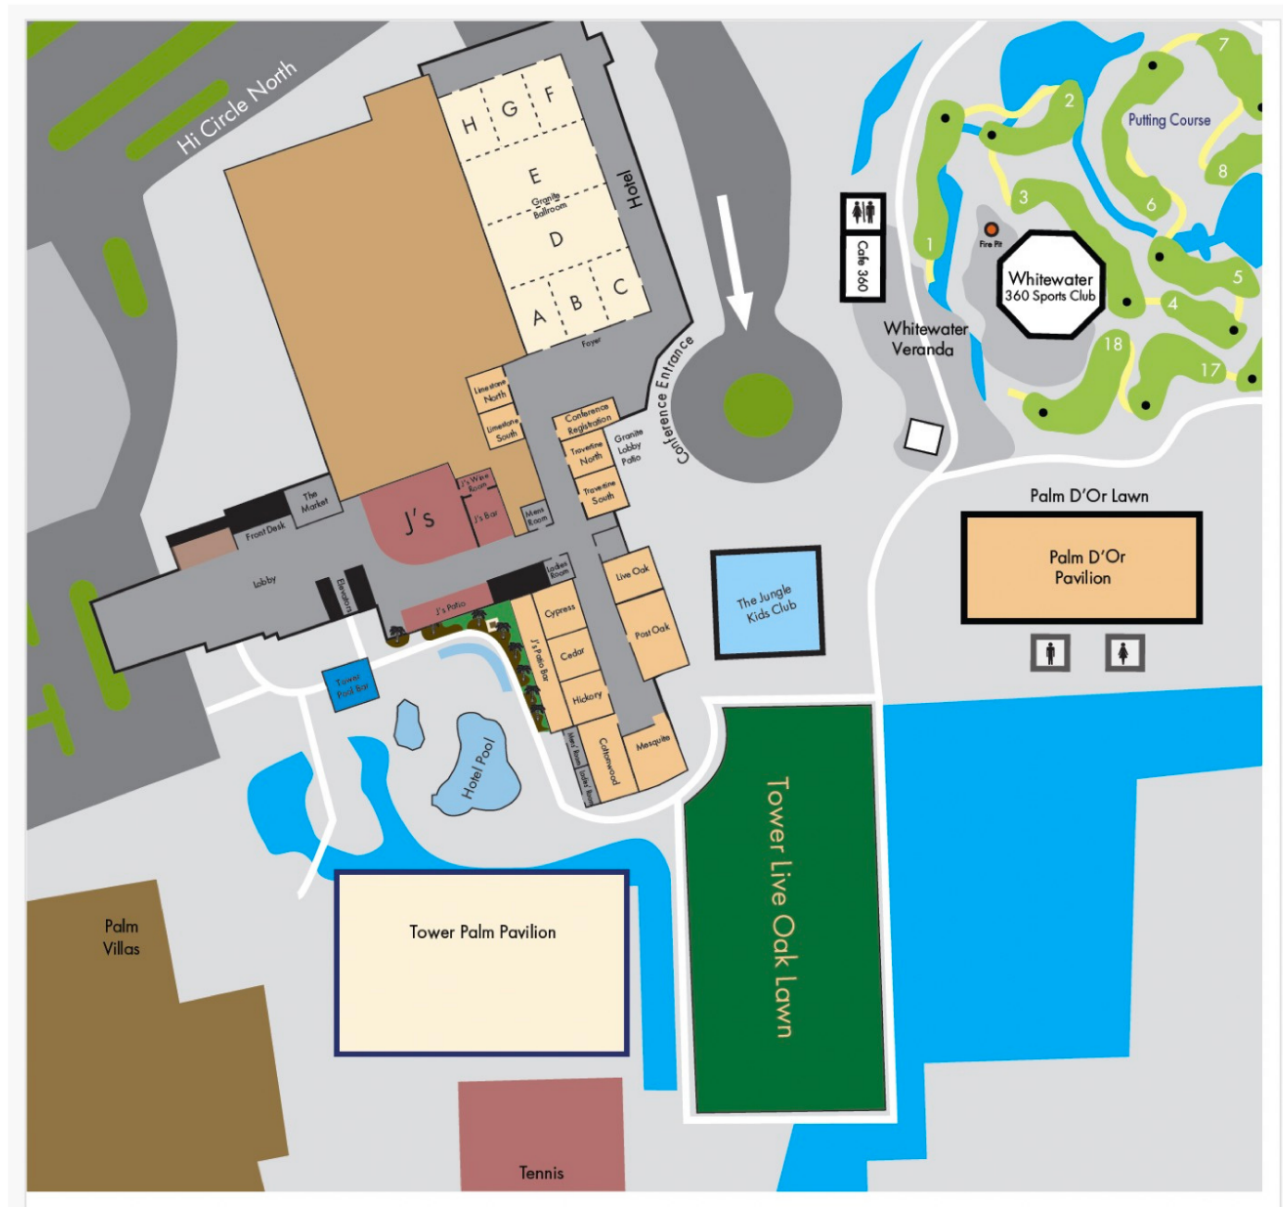 Hi Circle North
H
G
F
E
Granite
Ballroom
D
A
B
C
Hotel
Foyer
Limestone
North
Limestone
South
Conference
Registration
Travertine
North
Travertine
South
Granite
Lobby
Patio
Conference Entrance
Cafe 360
Whitewater
Veranda
Fire Pit
Whitewater
360 Sports Club
Putting Course
1
2
3
4
5
6
7
8
17
18
The
Market
Front Desk
Lobby
Elevators
J's
J's Wine
Room
J's Bar
Mens
Room
Ladies
Room
J's Patio
J's Patio Bar
Cypress
Cedar
Hickory
Live Oak
Post Oak
Mens' Room
Ladies' Room
Cottonwood
Mesquite
The Jungle
Kids Club
Palm D'Or Lawn
Palm D'Or
Pavilion
Tower
Pool Bar
Hotel Pool
Tower Live Oak Lawn
Palm
Villas
Tower Palm Pavilion
Tennis